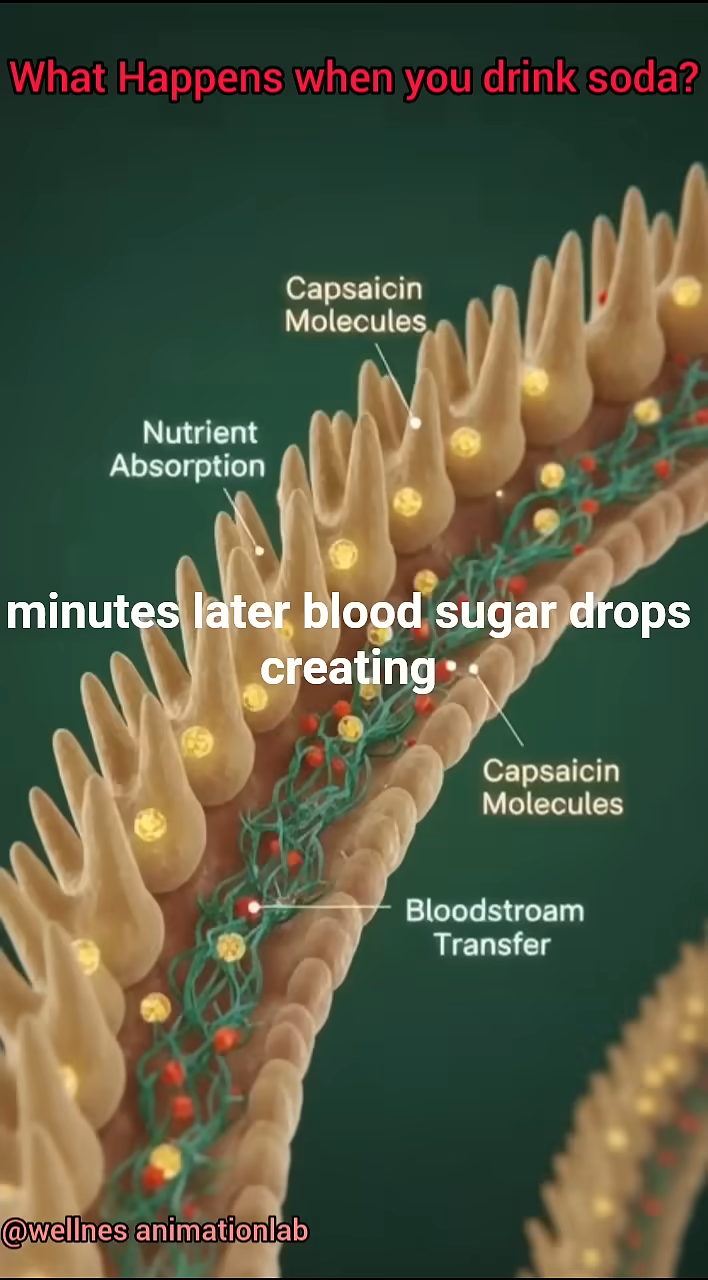 What Happens when you drink soda?
Capsaicin
Molecules
Nutrient
Absorption
minutes later blood sugar drops
creating
Capsaicin
Molecules
Bloodstroam
Transfer
@wellnes animationlab